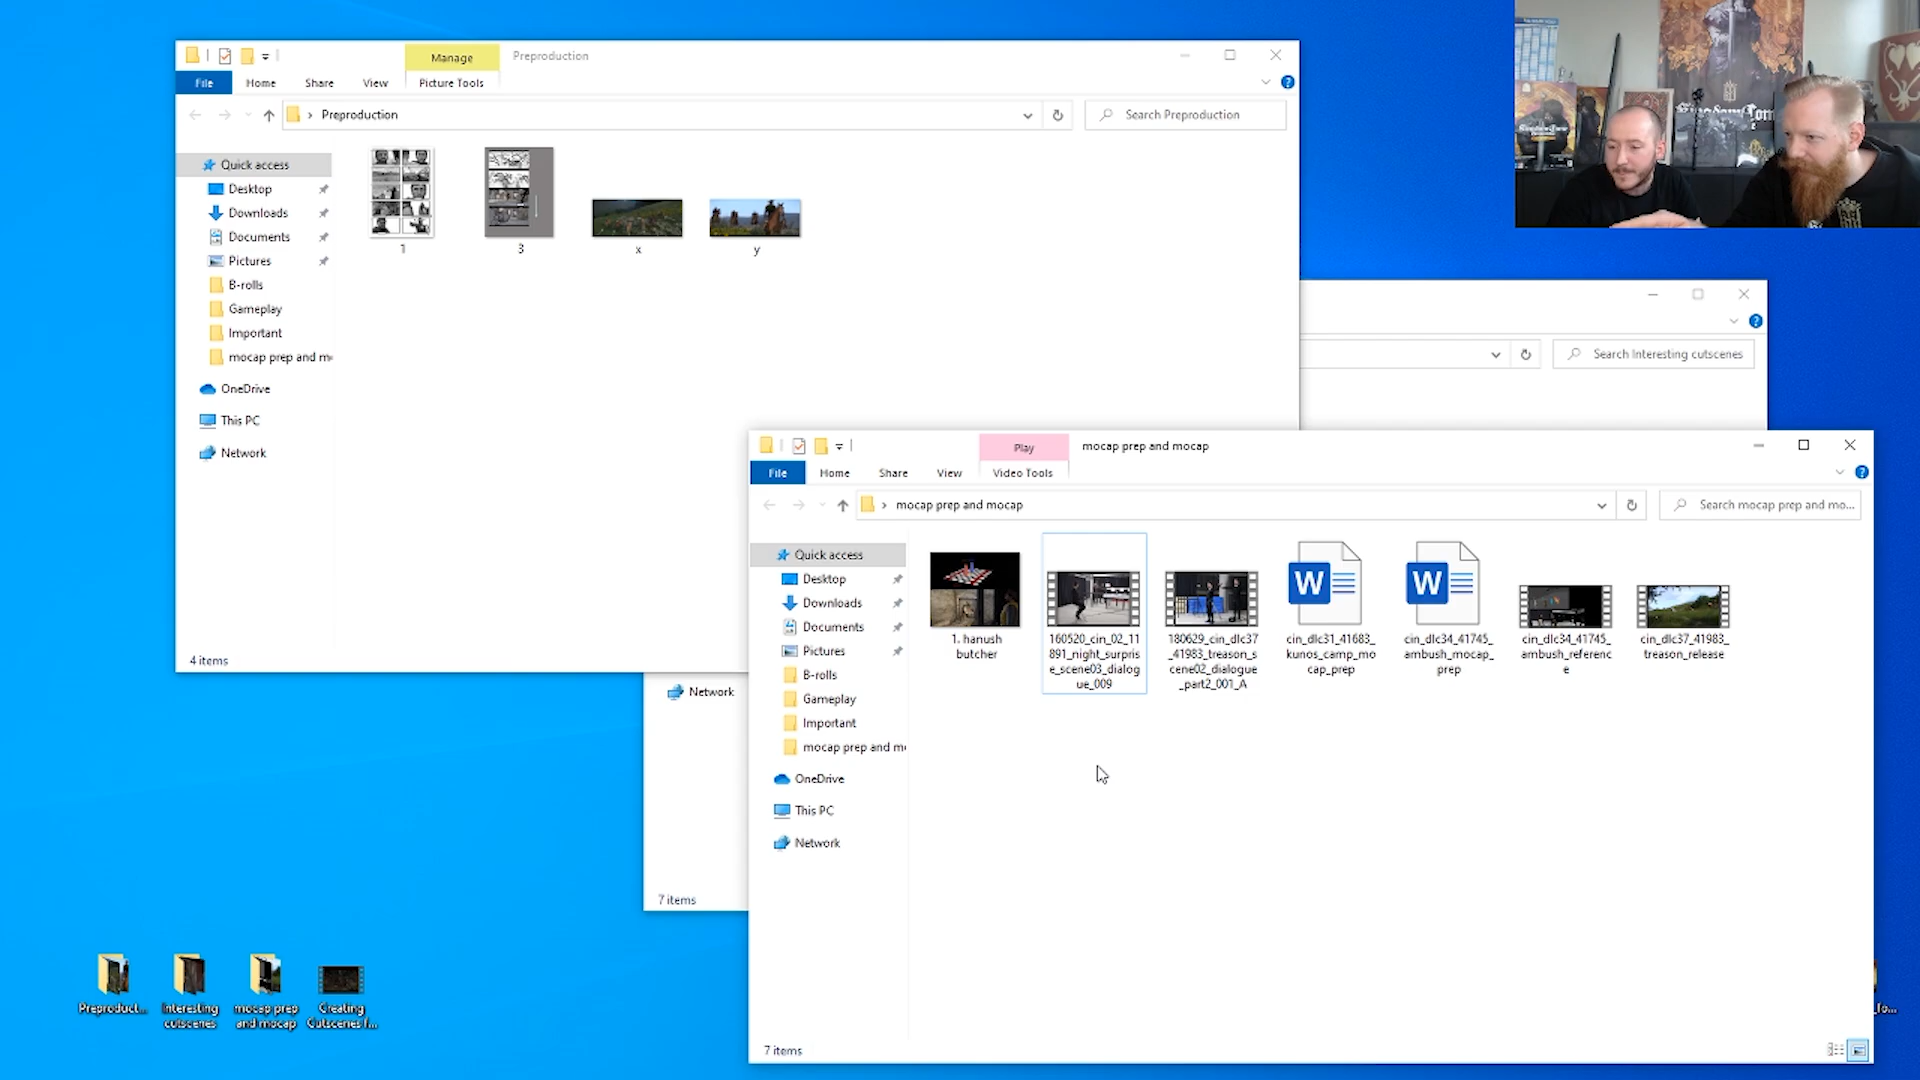 Manage
Preproduction
File
Home
Share
View
Picture Tools
Preproduction
Search Preproduction
Quick access
Desktop
Downloads
Documents
Pictures
B-rolls
Gameplay
Important
mocap prep and m
OneDrive
This PC
Network
1
3
x
y
4 items
Search Interesting cutscenes
Network
7 items
Play
mocap prep and mocap
File
Home
Share
View
Video Tools
mocap prep and mocap
Search mocap prep and mo...
Quick access
Desktop
Downloads
Documents
Pictures
B-rolls
Gameplay
Important
mocap prep and m
OneDrive
This PC
Network
1. hanush
butcher
160520_cin_02_11
891_night_surpris
e_scene03_dialog
ue_009
180629_cin_dlc37
_41983_treason_s
cene02_dialogue
_part2_001_A
W
cin_dlc31_41683_
kunos_camp_mo
cap_prep
W
cin_dlc34_41745_
ambush_mocap_
prep
cin_dlc34_41745_
ambush_referenc
e
cin_dlc37_41983
_treason_release
7 items
Preproduct...
Interesting
cutscenes
mocap prep
and mocap
Creating
Cutscenes f...